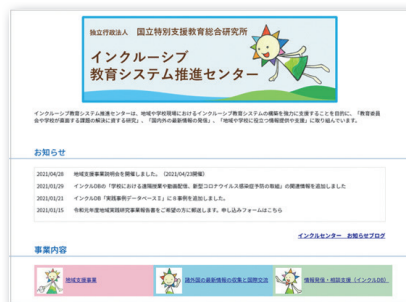 独立行政法人 国立特別支援教育総合研究所
インクルーシブ
教育システム推進センター
インクルーシブ教育システム推進センターは、地域や学校現場におけるインクルーシブ教育システムの構築を強力に支援することを目的に、「教育委員
会や学校が直面する課題の解決に資する研究」、「国内外の最新情報の発信」、「地域や学校に役立つ情報提供や支援」に取り組んでいます。
お知らせ
2021/04/28 地域支援事業説明会を開催しました。（2021/04/23開催）
2021/01/29 インクルDBの「学校における遠隔授業や動画配信、新型コロナウイルス感染症予防の取組」の関連情報を追加しました
2021/01/21 インクルDB「実践事例データベースⅡ」に8事例を追加しました。
2021/01/15 令和元年度地域実践研究事業報告書をご希望の方に郵送します。申し込みフォームはこちら
インクルセンター お知らせブログ
事業内容
地域支援事業
諸外国の最新情報の収集と国際交流
情報発信・相談支援（インクルDB）